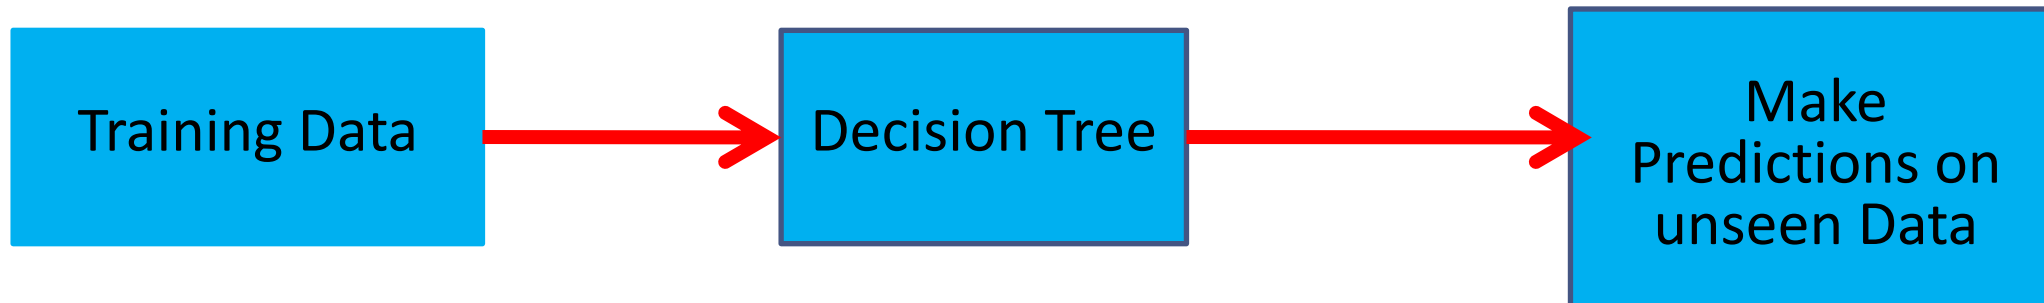 Training Data
Decision Tree
Make
Predictions on
unseen Data